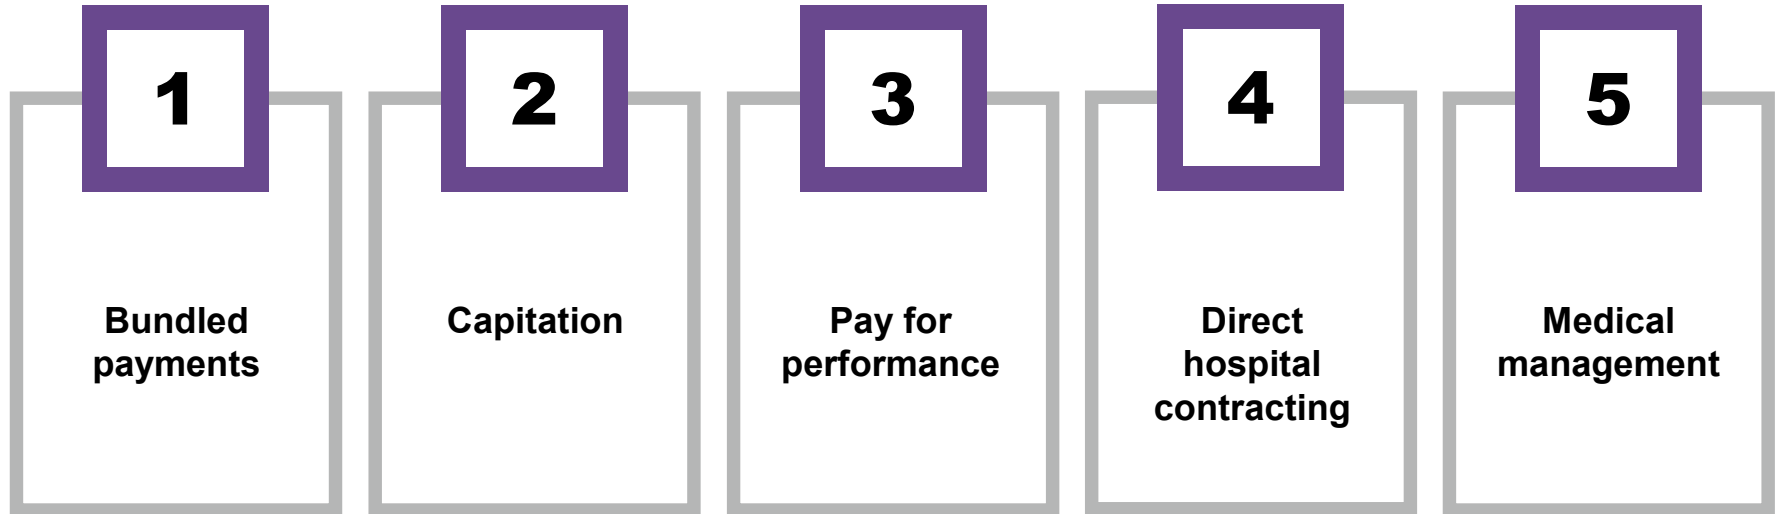 1
Bundled
payments
2
Capitation
3
Pay for
performance
4
Direct
hospital
contracting
5
Medical
management